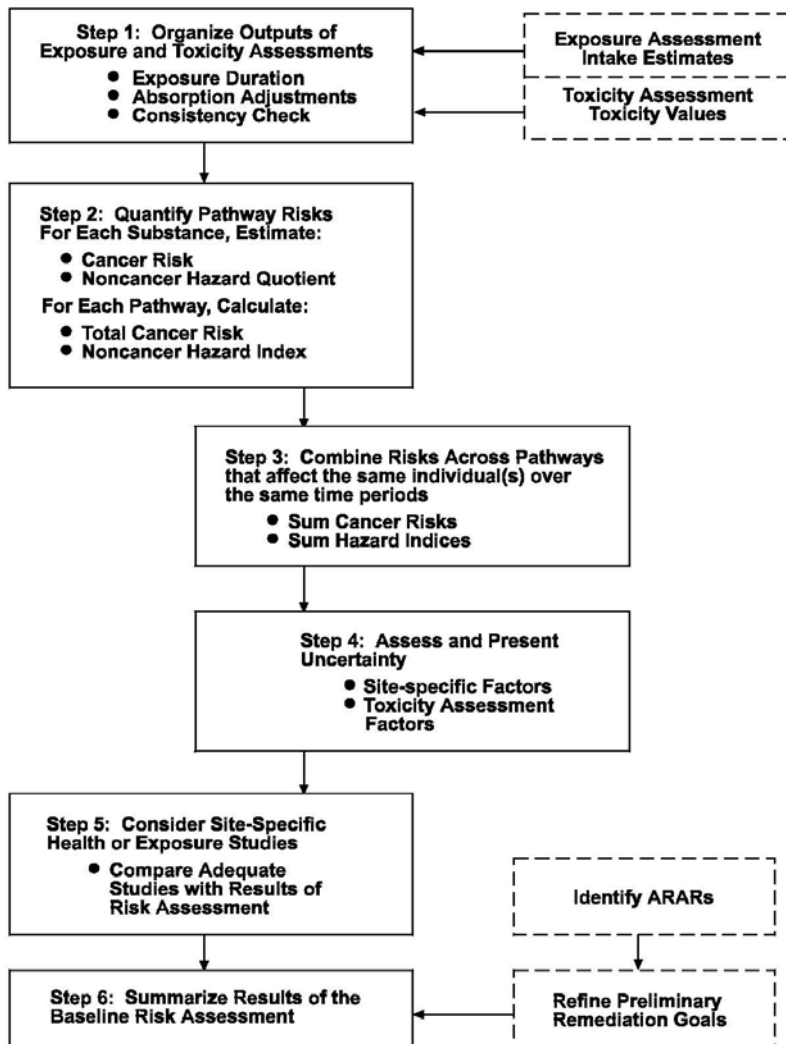 Step 1: Organize Outputs of
Exposure and Toxicity Assessments
● Exposure Duration
● Absorption Adjustments
● Consistency Check
Exposure Assessment
Intake Estimates
Toxicity Assessment
Toxicity Values
Step 2: Quantify Pathway Risks
For Each Substance, Estimate:
● Cancer Risk
● Noncancer Hazard Quotient
For Each Pathway, Calculate:
● Total Cancer Risk
● Noncancer Hazard Index
Step 3: Combine Risks Across Pathways
that affect the same individual(s) over
the same time periods
● Sum Cancer Risks
● Sum Hazard Indices
Step 4: Assess and Present
Uncertainty
● Site-specific Factors
● Toxicity Assessment
Factors
Step 5: Consider Site-Specific
Health or Exposure Studies
● Compare Adequate
Studies with Results of
Risk Assessment
Identify ARARs
Step 6: Summarize Results of the
Baseline Risk Assessment
Refine Preliminary
Remediation Goals